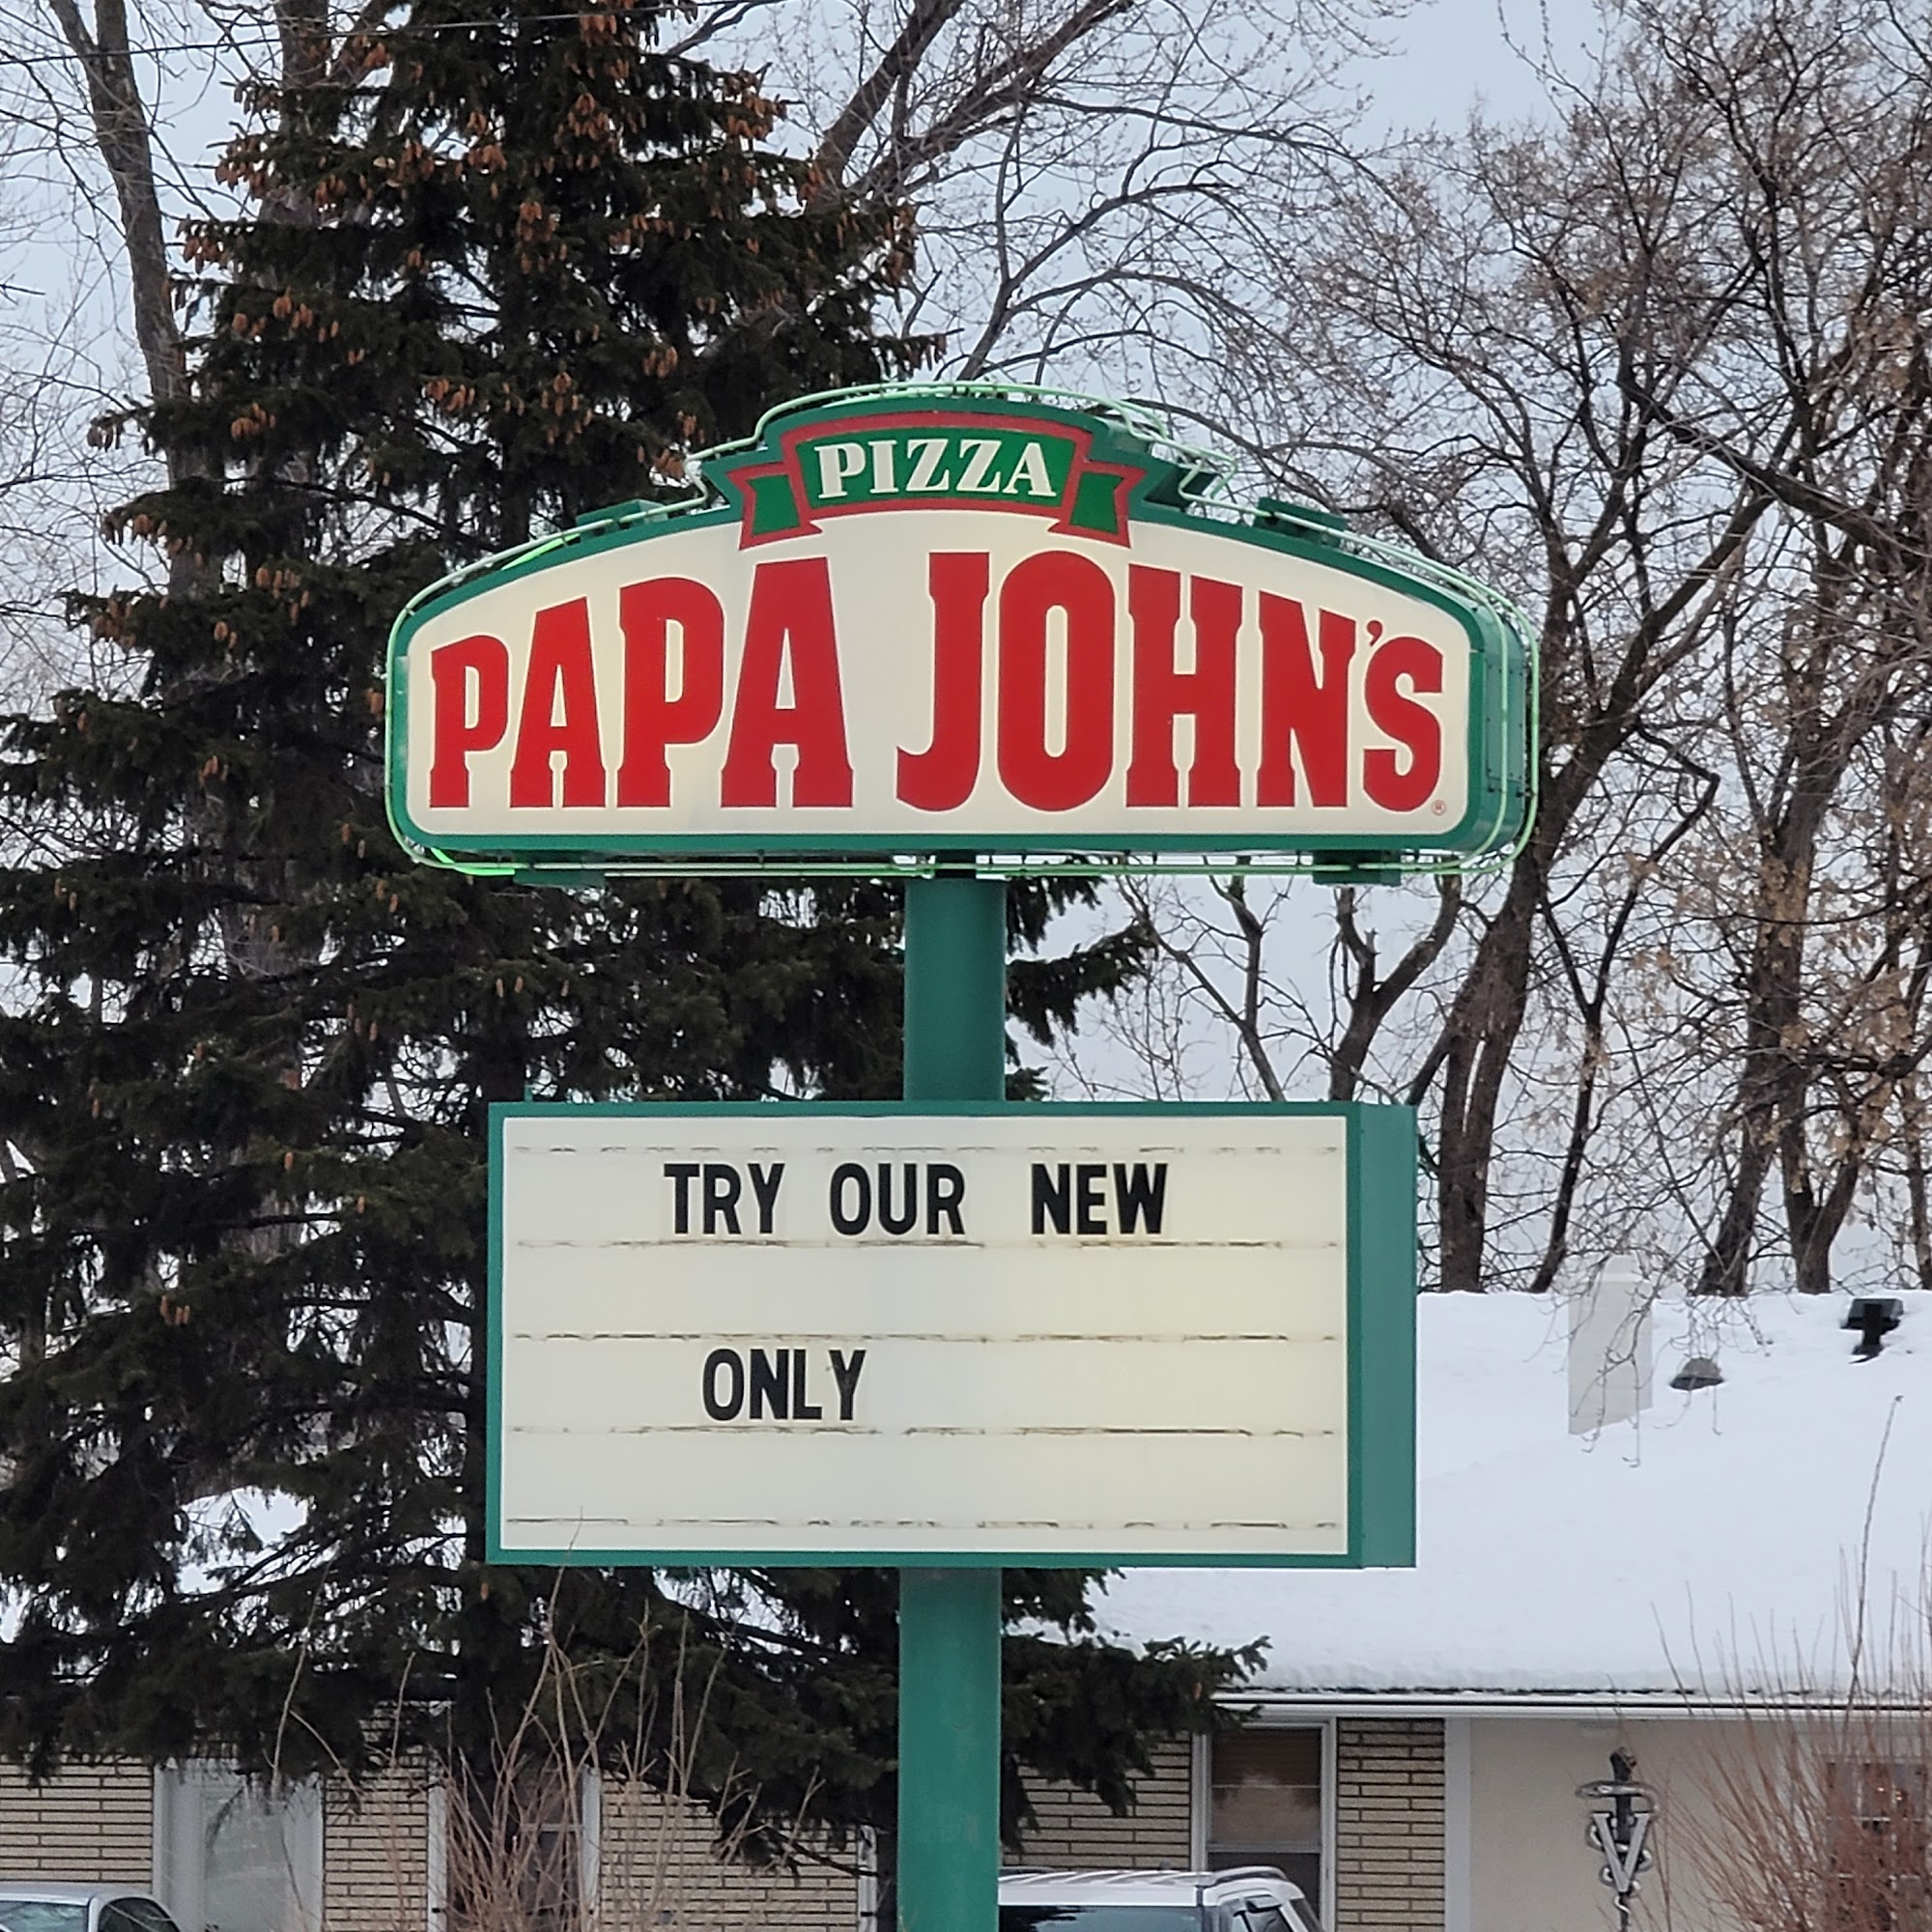 PIZZA
PAPA JOHN'S®
TRY OUR NEW
ONLY
V